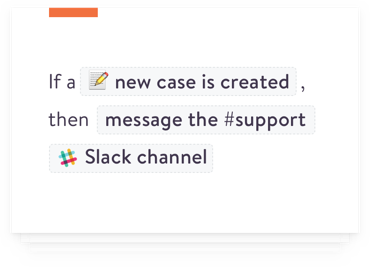 If a new case is created ,
then message the #support
Slack channel